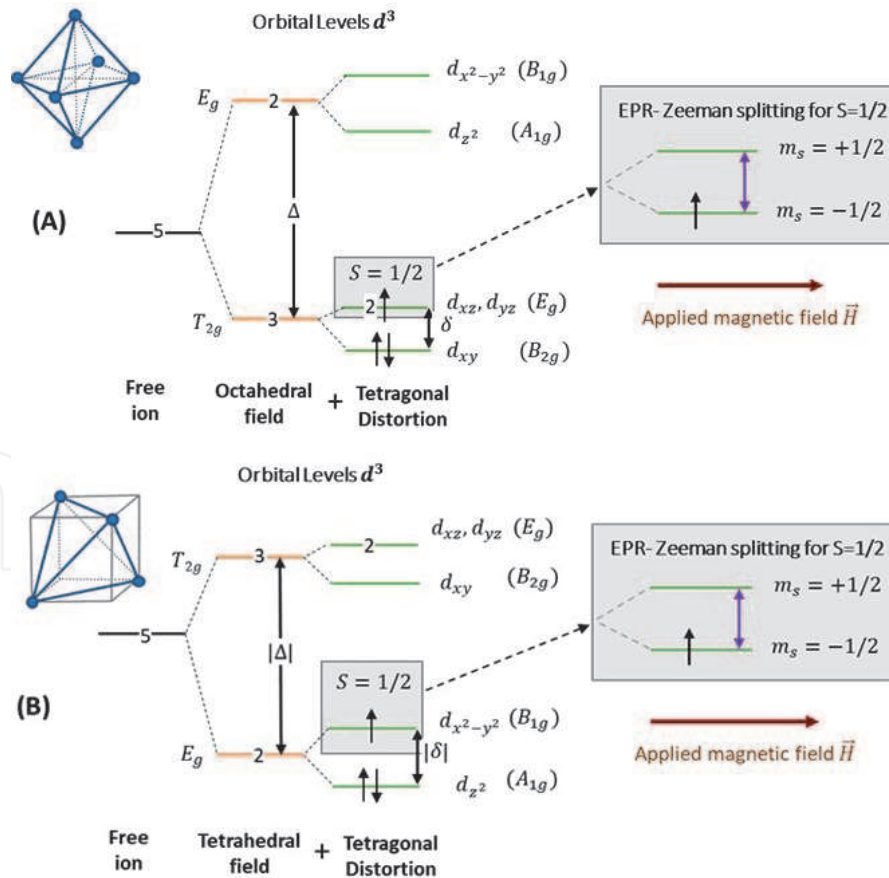 Orbital Levels d³
E_g
2
d_{x²−y²} (B_{1g})
d_{z²} (A_{1g})
EPR- Zeeman splitting for S=1/2
m_s = +1/2
m_s = −1/2
(A)
5
Δ
S = 1/2
T_{2g}
3
2
d_{xz}, d_{yz} (E_g)
δ
d_{xy} (B_{2g})
Applied magnetic field H⃗
Free
ion
Octahedral
field
+
Tetragonal
Distortion
Orbital Levels d³
T_{2g}
3
2
d_{xz}, d_{yz} (E_g)
d_{xy} (B_{2g})
EPR- Zeeman splitting for S=1/2
m_s = +1/2
m_s = −1/2
5
|Δ|
S = 1/2
(B)
E_g
2
d_{x²−y²} (B_{1g})
|δ|
d_{z²} (A_{1g})
Applied magnetic field H⃗
Free
ion
Tetrahedral
field
+
Tetragonal
Distortion